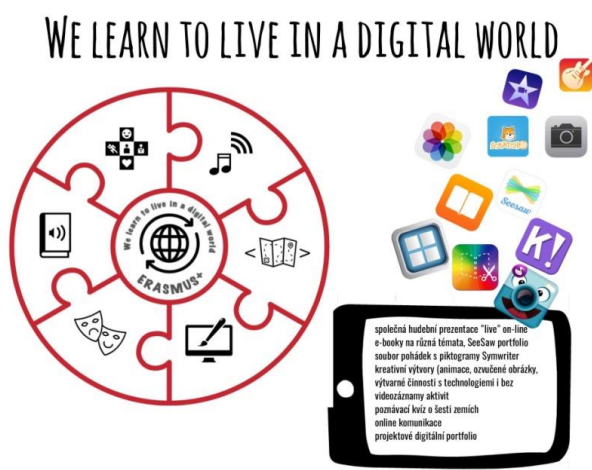 WE LEARN TO LIVE IN A DIGITAL WORLD
We learn to live in a digital world
ERASMUS+
Seesaw
K!
společná hudební prezentace "live" on-line
e-booky na různá témata, SeeSaw portfolio
soubor pohádek s piktogramy Symwriter
kreativní výtvory (animace, ozvučené obrázky,
výtvarné činnosti s technologiemi i bez
videozáznamy aktivit
poznávací kvíz o šesti zemích
online komunikace
projektové digitální portfolio